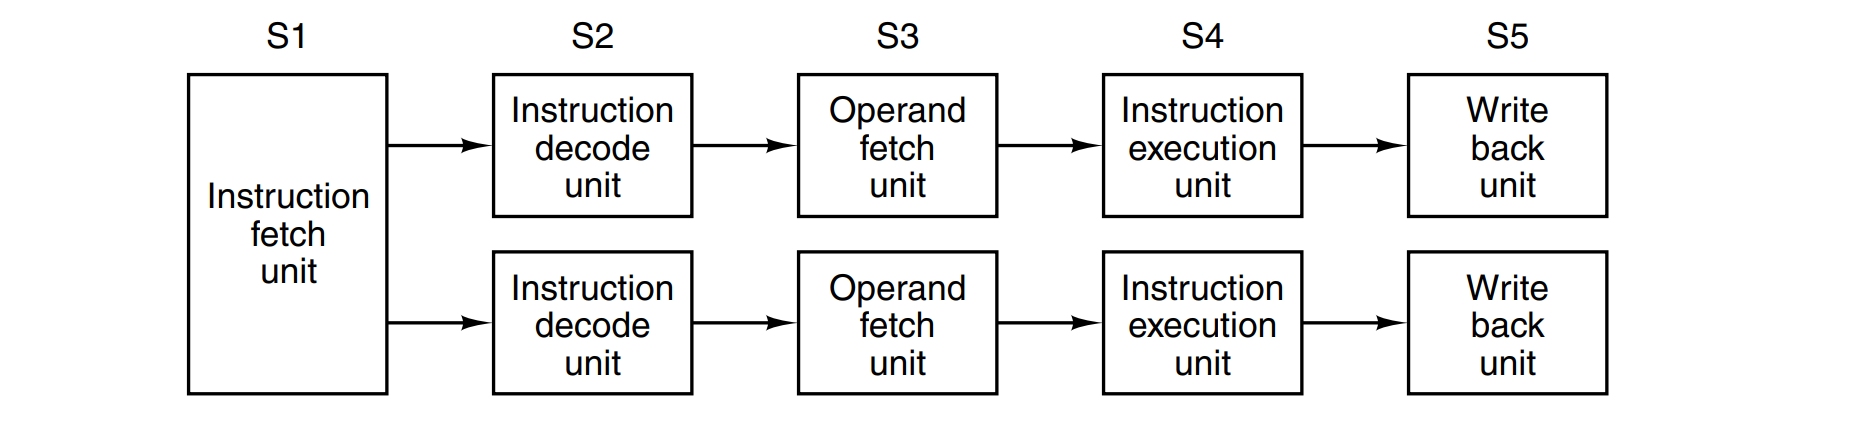 S1
S2
S3
S4
S5
Instruction
fetch
unit
Instruction
decode
unit
Operand
fetch
unit
Instruction
execution
unit
Write
back
unit
Instruction
decode
unit
Operand
fetch
unit
Instruction
execution
unit
Write
back
unit